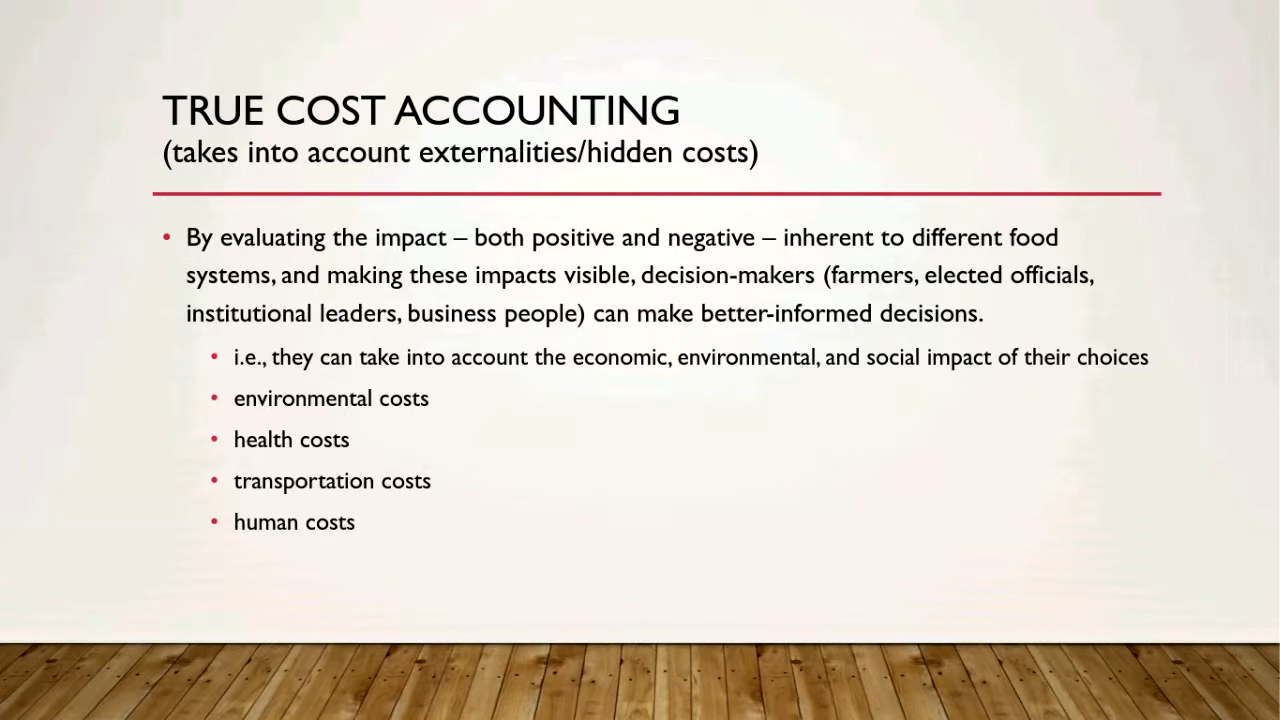 TRUE COST ACCOUNTING
(takes into account externalities/hidden costs)
• By evaluating the impact – both positive and negative – inherent to different food
systems, and making these impacts visible, decision-makers (farmers, elected officials,
institutional leaders, business people) can make better-informed decisions.
• i.e., they can take into account the economic, environmental, and social impact of their choices
• environmental costs
• health costs
• transportation costs
• human costs